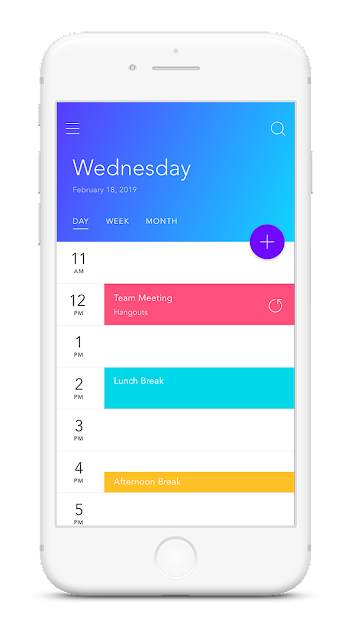 Wednesday
February 18, 2019
DAY WEEK MONTH
11
AM
12
PM
Team Meeting
Hangouts
1
PM
2
PM
Lunch Break
3
PM
4
PM
Afternoon Break
5
PM